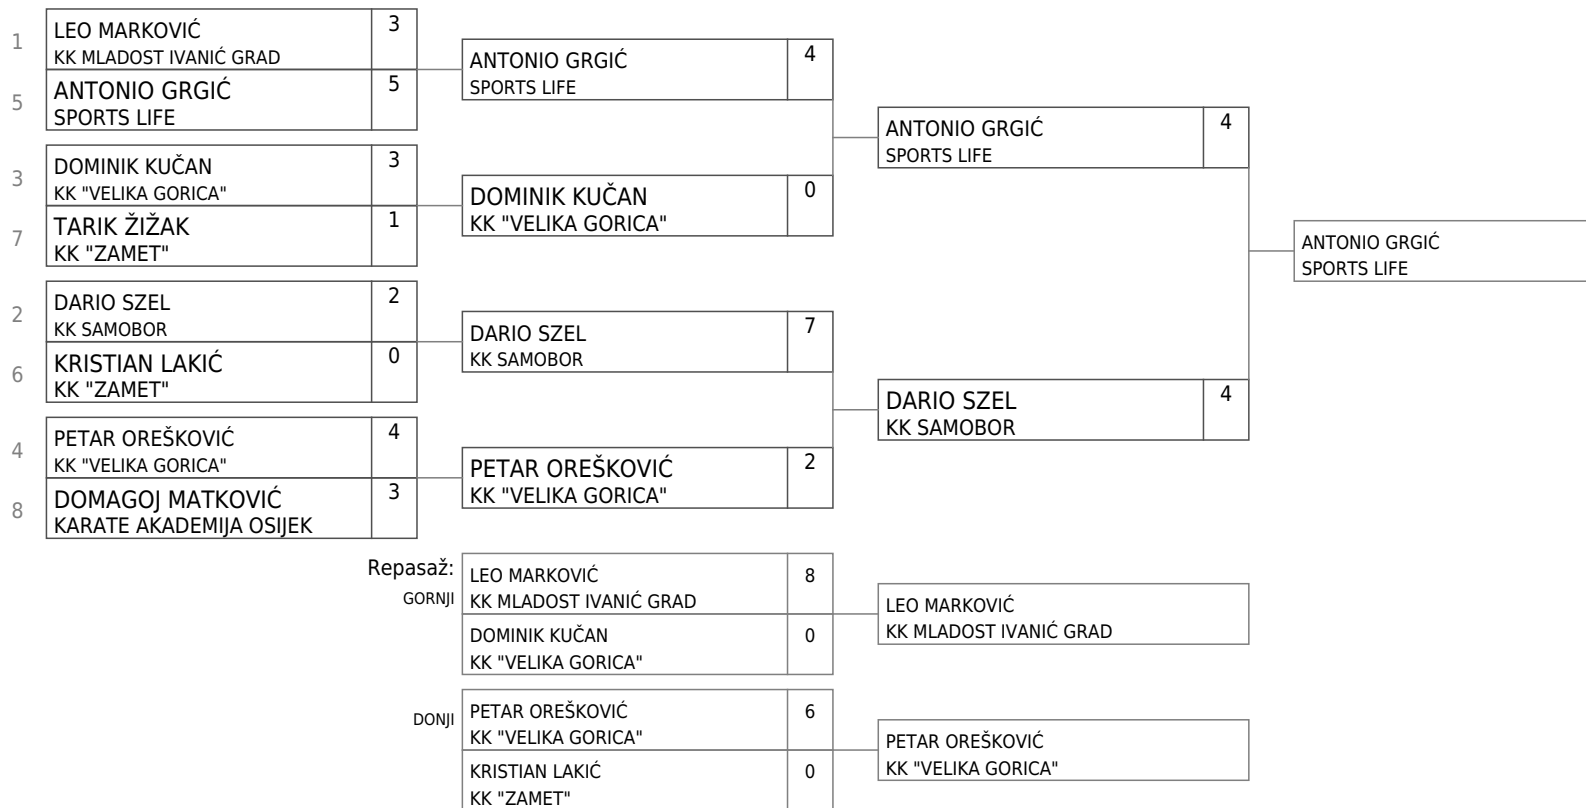 1
LEO MARKOVIĆ
KK MLADOST IVANIĆ GRAD
3
5
ANTONIO GRGIĆ
SPORTS LIFE
5
3
DOMINIK KUČAN
KK "VELIKA GORICA"
3
7
TARIK ŽIŽAK
KK "ZAMET"
1
2
DARIO SZEL
KK SAMOBOR
2
6
KRISTIAN LAKIĆ
KK "ZAMET"
0
4
PETAR OREŠKOVIĆ
KK "VELIKA GORICA"
4
8
DOMAGOJ MATKOVIĆ
KARATE AKADEMIJA OSIJEK
3
ANTONIO GRGIĆ
SPORTS LIFE
4
DOMINIK KUČAN
KK "VELIKA GORICA"
0
DARIO SZEL
KK SAMOBOR
7
PETAR OREŠKOVIĆ
KK "VELIKA GORICA"
2
ANTONIO GRGIĆ
SPORTS LIFE
4
DARIO SZEL
KK SAMOBOR
4
ANTONIO GRGIĆ
SPORTS LIFE
Repasaž:
GORNJI
LEO MARKOVIĆ
KK MLADOST IVANIĆ GRAD
8
DOMINIK KUČAN
KK "VELIKA GORICA"
0
LEO MARKOVIĆ
KK MLADOST IVANIĆ GRAD
DONJI
PETAR OREŠKOVIĆ
KK "VELIKA GORICA"
6
KRISTIAN LAKIĆ
KK "ZAMET"
0
PETAR OREŠKOVIĆ
KK "VELIKA GORICA"